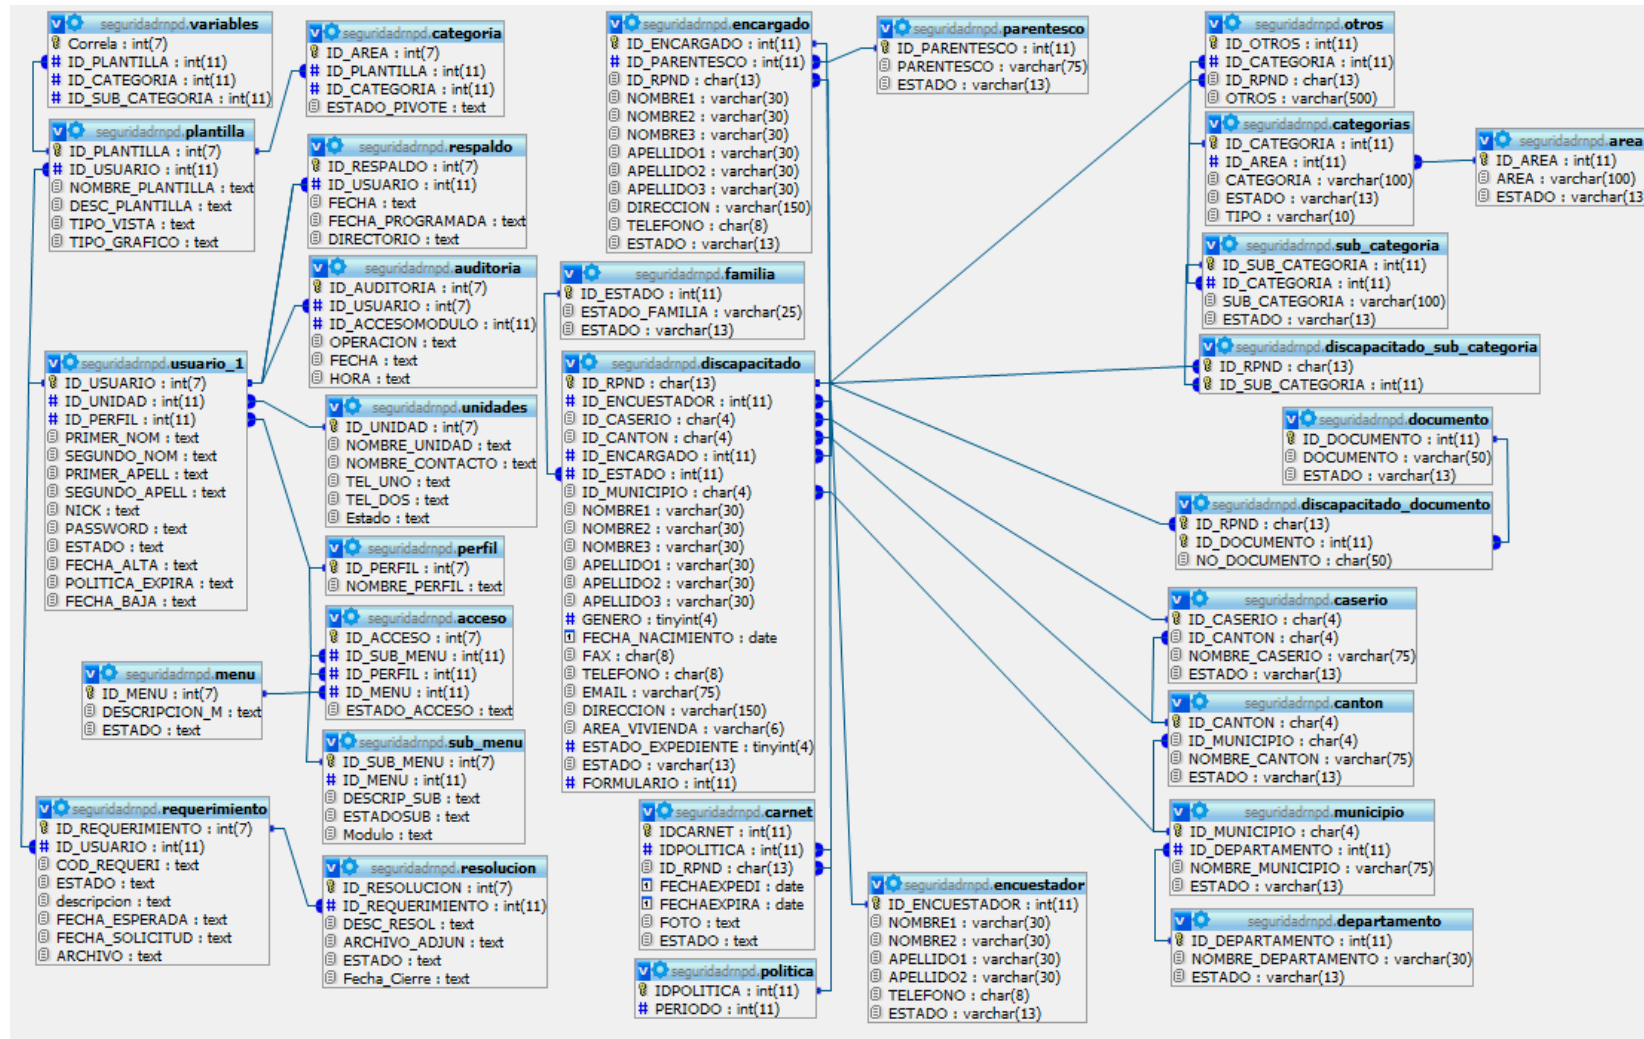 seguridadrnpd.variables
Correla : int(7)
ID_PLANTILLA : int(11)
ID_CATEGORIA : int(11)
ID_SUB_CATEGORIA : int(11)
seguridadrnpd.plantilla
ID_PLANTILLA : int(7)
ID_USUARIO : int(11)
NOMBRE_PLANTILLA : text
DESC_PLANTILLA : text
TIPO_VISTA : text
TIPO_GRAFICO : text
seguridadrnpd.categoria
ID_AREA : int(7)
ID_PLANTILLA : int(11)
ID_CATEGORIA : int(11)
ESTADO_PIVOTE : text
seguridadrnpd.respaldo
ID_RESPALDO : int(7)
ID_USUARIO : int(11)
FECHA : text
FECHA_PROGRAMADA : text
DIRECTORIO : text
seguridadrnpd.auditoria
ID_AUDITORIA : int(7)
ID_USUARIO : int(7)
ID_ACCESOMODULO : int(11)
OPERACION : text
FECHA : text
HORA : text
seguridadrnpd.usuario_1
ID_USUARIO : int(7)
ID_UNIDAD : int(11)
ID_PERFIL : int(11)
PRIMER_NOM : text
SEGUNDO_NOM : text
PRIMER_APELL : text
SEGUNDO_APELL : text
NICK : text
PASSWORD : text
ESTADO : text
FECHA_ALTA : text
POLITICA_EXPIRA : text
FECHA_BAJA : text
seguridadrnpd.unidades
ID_UNIDAD : int(7)
NOMBRE_UNIDAD : text
NOMBRE_CONTACTO : text
TEL_UNO : text
TEL_DOS : text
Estado : text
seguridadrnpd.perfil
ID_PERFIL : int(7)
NOMBRE_PERFIL : text
seguridadrnpd.acceso
ID_ACCESO : int(7)
ID_SUB_MENU : int(11)
ID_PERFIL : int(11)
ID_MENU : int(11)
ESTADO_ACCESO : text
seguridadrnpd.menu
ID_MENU : int(7)
DESCRIPCION_M : text
ESTADO : text
seguridadrnpd.sub_menu
ID_SUB_MENU : int(7)
ID_MENU : int(11)
DESCRIP_SUB : text
ESTADOSUB : text
Modulo : text
seguridadrnpd.requerimiento
ID_REQUERIMIENTO : int(7)
ID_USUARIO : int(11)
COD_REQUERI : text
ESTADO : text
descripcion : text
FECHA_ESPERADA : text
FECHA_SOLICITUD : text
ARCHIVO : text
seguridadrnpd.resolucion
ID_RESOLUCION : int(7)
ID_REQUERIMIENTO : int(11)
DESC_RESOL : text
ARCHIVO_ADJUN : text
ESTADO : text
Fecha_Cierre : text
seguridadrnpd.encargado
ID_ENCARGADO : int(11)
ID_PARENTESCO : int(11)
ID_RPND : char(13)
NOMBRE1 : varchar(30)
NOMBRE2 : varchar(30)
NOMBRE3 : varchar(30)
APELLIDO1 : varchar(30)
APELLIDO2 : varchar(30)
APELLIDO3 : varchar(30)
DIRECCION : varchar(150)
TELEFONO : char(8)
ESTADO : varchar(13)
seguridadrnpd.familia
ID_ESTADO : int(11)
ESTADO_FAMILIA : varchar(25)
ESTADO : varchar(13)
seguridadrnpd.discapacitado
ID_RPND : char(13)
ID_ENCUESTADOR : int(11)
ID_CASERIO : char(4)
ID_CANTON : char(4)
ID_ENCARGADO : int(11)
ID_ESTADO : int(11)
ID_MUNICIPIO : char(4)
NOMBRE1 : varchar(30)
NOMBRE2 : varchar(30)
NOMBRE3 : varchar(30)
APELLIDO1 : varchar(30)
APELLIDO2 : varchar(30)
APELLIDO3 : varchar(30)
GENERO : tinyint(4)
FECHA_NACIMIENTO : date
FAX : char(8)
TELEFONO : char(8)
EMAIL : varchar(75)
DIRECCION : varchar(150)
AREA_VIVIENDA : varchar(6)
ESTADO_EXPEDIENTE : tinyint(4)
ESTADO : varchar(13)
FORMULARIO : int(11)
seguridadrnpd.carnet
IDCARNET : int(11)
IDPOLITICA : int(11)
ID_RPND : char(13)
FECHAEXPEDI : date
FECHAEXPIRA : date
FOTO : text
ESTADO : text
seguridadrnpd.politica
IDPOLITICA : int(11)
PERIODO : int(11)
seguridadrnpd.parentesco
ID_PARENTESCO : int(11)
PARENTESCO : varchar(75)
ESTADO : varchar(13)
seguridadrnpd.encuestador
ID_ENCUESTADOR : int(11)
NOMBRE1 : varchar(30)
NOMBRE2 : varchar(30)
APELLIDO1 : varchar(30)
APELLIDO2 : varchar(30)
TELEFONO : char(8)
ESTADO : varchar(13)
seguridadrnpd.otros
ID_OTROS : int(11)
ID_CATEGORIA : int(11)
ID_RPND : char(13)
OTROS : varchar(500)
seguridadrnpd.categorias
ID_CATEGORIA : int(11)
ID_AREA : int(11)
CATEGORIA : varchar(100)
ESTADO : varchar(13)
TIPO : varchar(10)
seguridadrnpd.area
ID_AREA : int(11)
AREA : varchar(100)
ESTADO : varchar(13
seguridadrnpd.sub_categoria
ID_SUB_CATEGORIA : int(11)
ID_CATEGORIA : int(11)
SUB_CATEGORIA : varchar(100)
ESTADO : varchar(13)
seguridadrnpd.discapacitado_sub_categoria
ID_RPND : char(13)
ID_SUB_CATEGORIA : int(11)
seguridadrnpd.documento
ID_DOCUMENTO : int(11)
DOCUMENTO : varchar(50)
ESTADO : varchar(13)
seguridadrnpd.discapacitado_documento
ID_RPND : char(13)
ID_DOCUMENTO : int(11)
NO_DOCUMENTO : char(50)
seguridadrnpd.caserio
ID_CASERIO : char(4)
ID_CANTON : char(4)
NOMBRE_CASERIO : varchar(75)
ESTADO : varchar(13)
seguridadrnpd.canton
ID_CANTON : char(4)
ID_MUNICIPIO : char(4)
NOMBRE_CANTON : varchar(75)
ESTADO : varchar(13)
seguridadrnpd.municipio
ID_MUNICIPIO : char(4)
ID_DEPARTAMENTO : int(11)
NOMBRE_MUNICIPIO : varchar(75)
ESTADO : varchar(13)
seguridadrnpd.departamento
ID_DEPARTAMENTO : int(11)
NOMBRE_DEPARTAMENTO : varchar(30)
ESTADO : varchar(13)